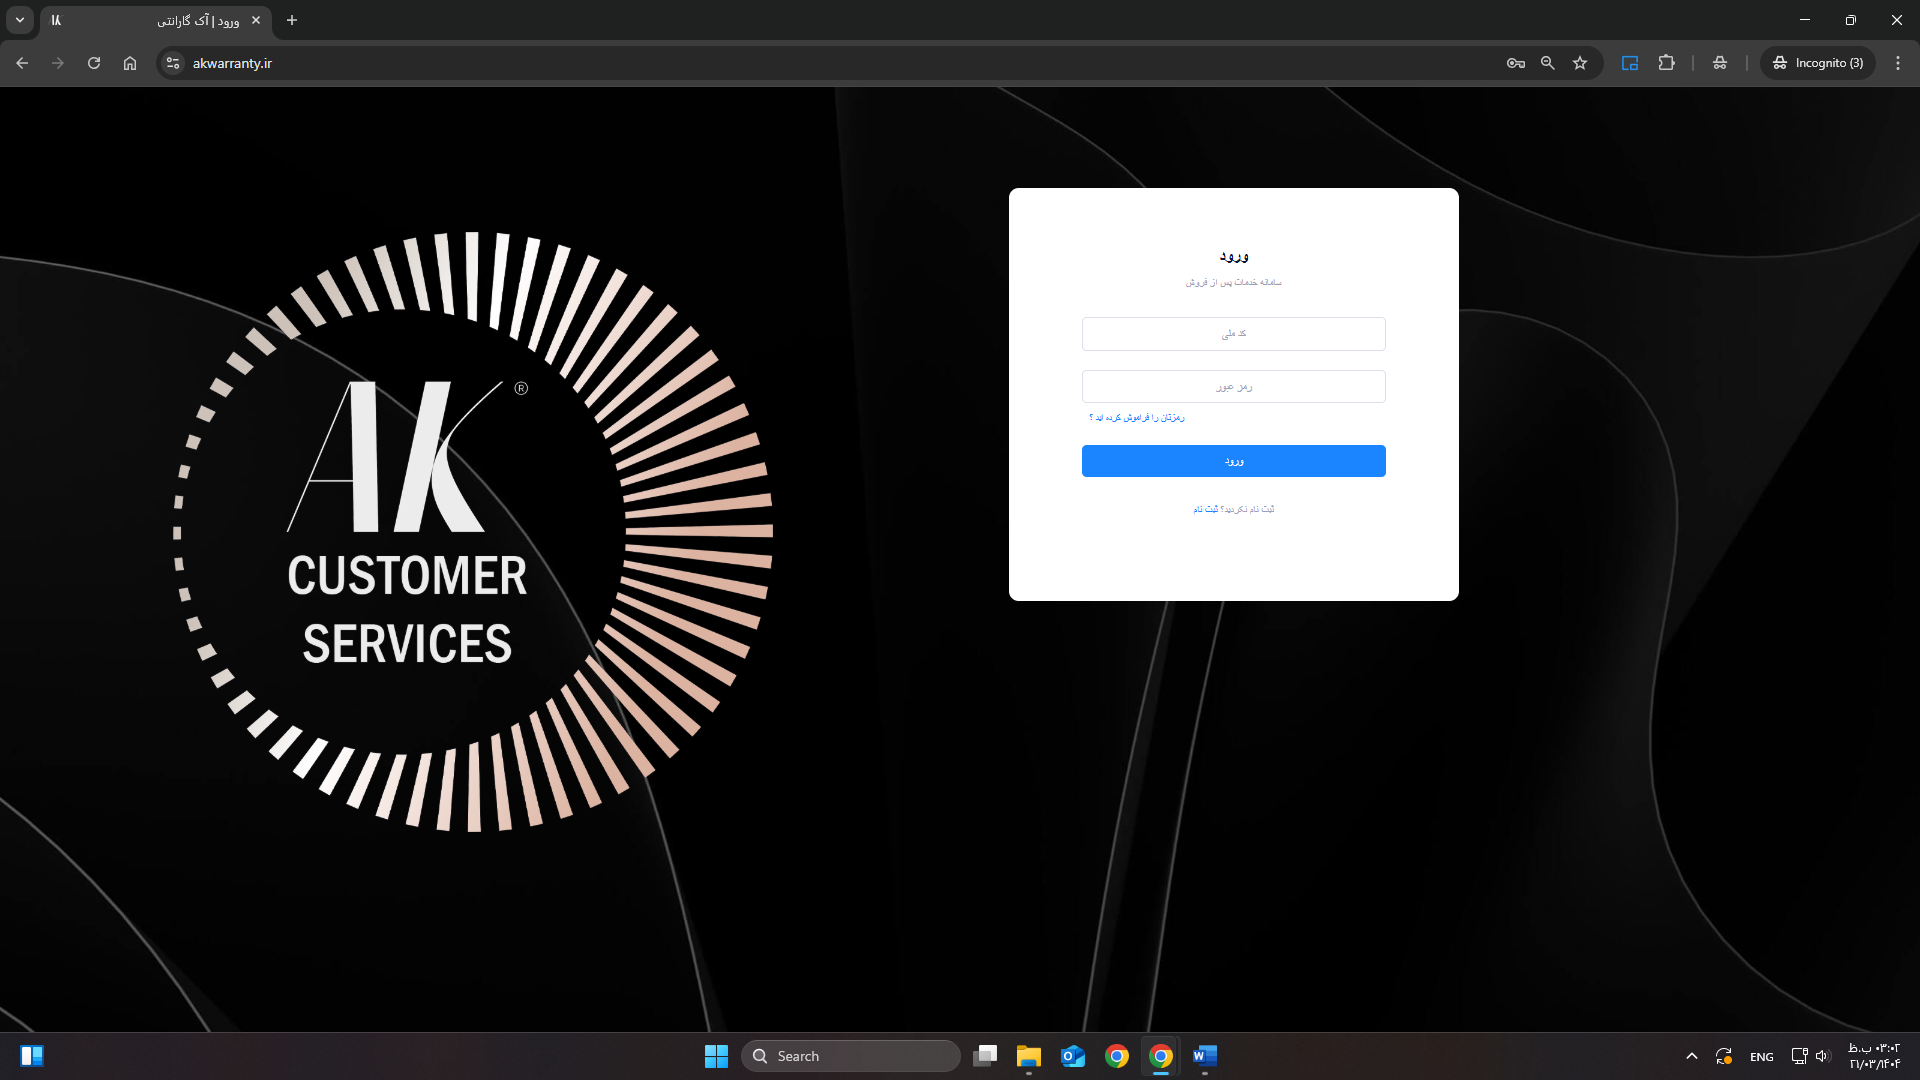 ورود | آک گارانتی
akwarranty.ir
Incognito (3)
AK
®
CUSTOMER
SERVICES
ورود
سامانه خدمات پس از فروش
کد ملی
رمز عبور
رمزتان را فراموش کرده اید ؟
ورود
ثبت نام نکردید؟ ثبت نام
Search
ENG
۰۳:۰۲ ب.ظ
۱۴۰۴/۰۳/۲۱